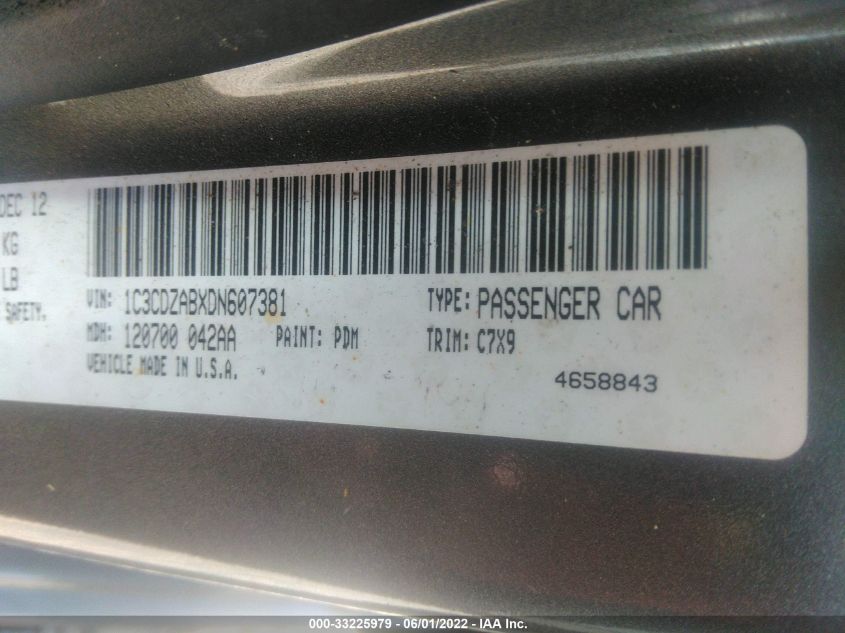 DEC 12
KG
LB
SAFETY.
VIN: 1C3CDZABXDN607381 TYPE: PASSENGER CAR
MDH: 120700 042AA PAINT: PDM TRIM: C7X9
VEHICLE MADE IN U.S.A.
4658843
000-33225979 - 06/01/2022 - IAA Inc.